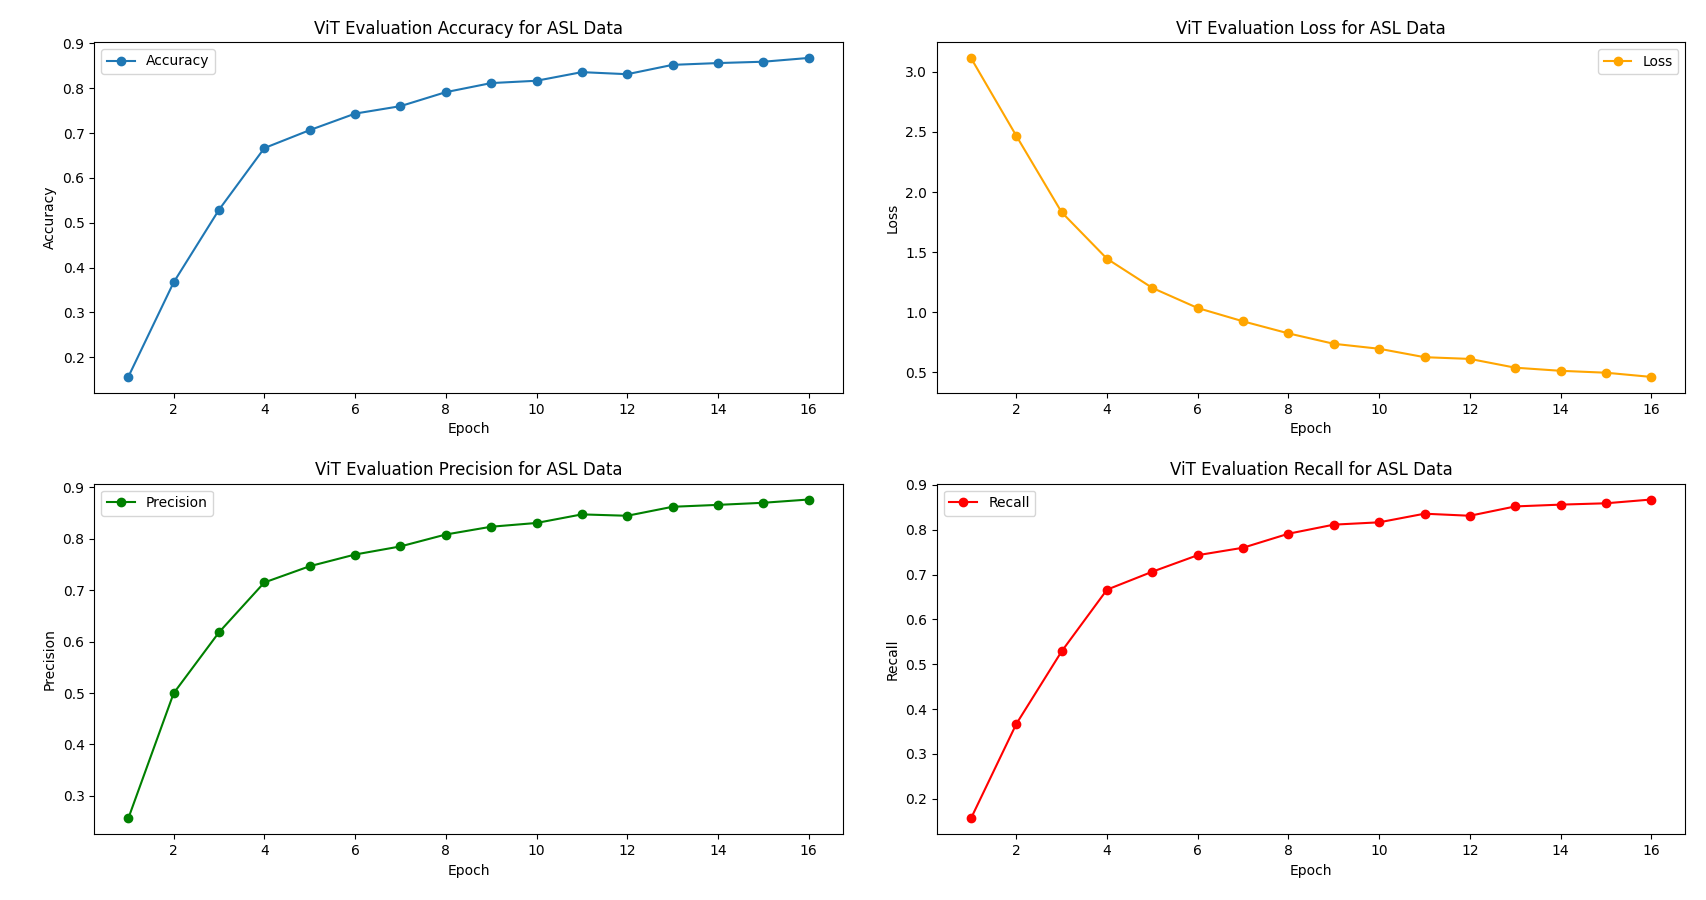 ViT Evaluation Accuracy for ASL Data
Accuracy
Accuracy
0.9
0.8
0.7
0.6
0.5
0.4
0.3
0.2
2 4 6 8 10 12 14 16
Epoch
ViT Evaluation Loss for ASL Data
Loss
Loss
3.0
2.5
2.0
1.5
1.0
0.5
2 4 6 8 10 12 14 16
Epoch
ViT Evaluation Precision for ASL Data
Precision
Precision
0.9
0.8
0.7
0.6
0.5
0.4
0.3
2 4 6 8 10 12 14 16
Epoch
ViT Evaluation Recall for ASL Data
Recall
Recall
0.9
0.8
0.7
0.6
0.5
0.4
0.3
0.2
2 4 6 8 10 12 14 16
Epoch